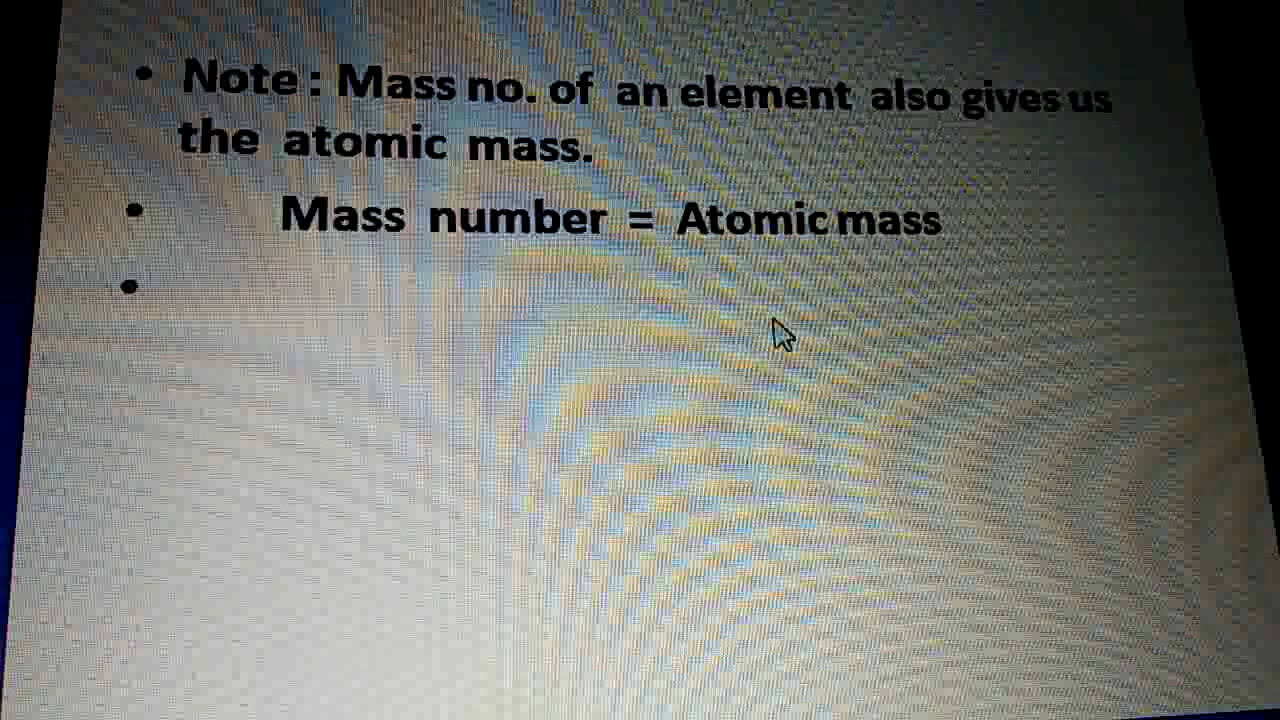 • Note : Mass no. of an element also gives us
the atomic mass.
• Mass number = Atomic mass
•